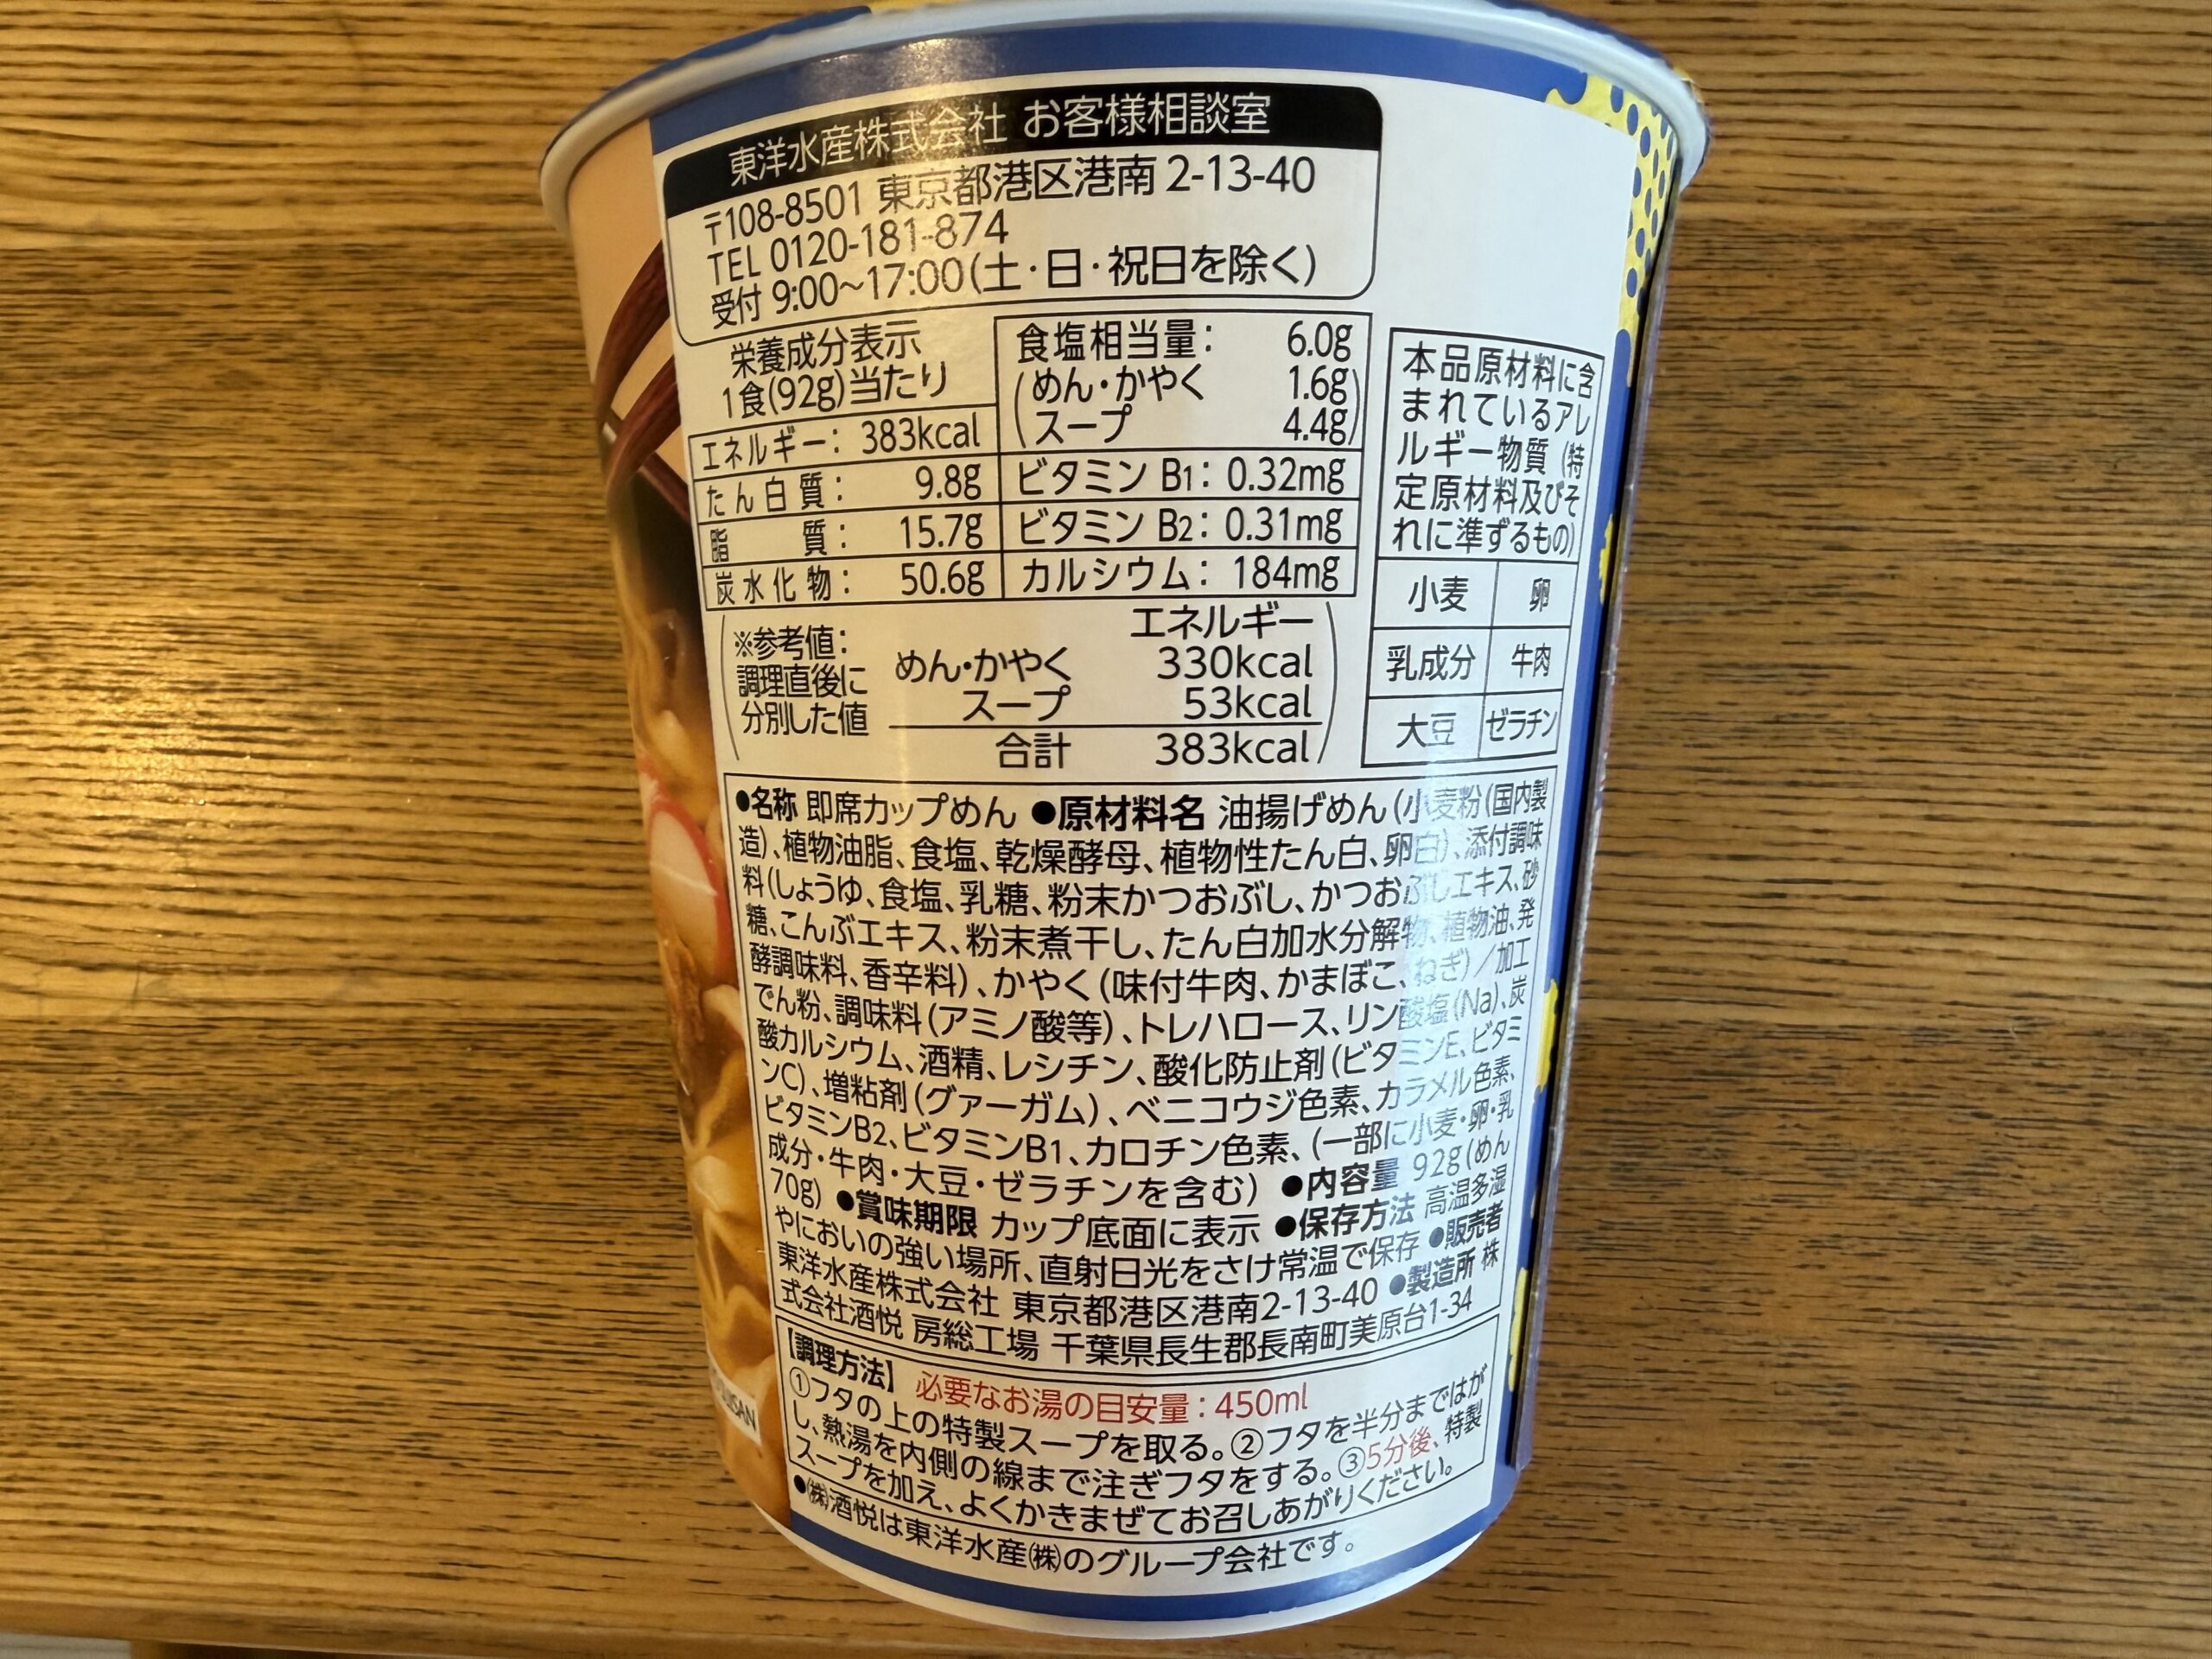 東洋水産株式会社 お客様相談室
〒108-8501 東京都港区港南2-13-40
TEL 0120-181-874
受付 9:00~17:00(土・日・祝日を除く)
栄養成分表示
1食(92g)当たり
エネルギー: 383kcal
たん白質: 9.8g
脂質: 15.7g
炭水化物: 50.6g
食塩相当量: 6.0g
(めん・かやく 1.6g)
(スープ 4.4g)
ビタミン B1: 0.32mg
ビタミン B2: 0.31mg
カルシウム: 184mg
※参考値:
調理直後に
分別した値
エネルギー
めん・かやく 330kcal
スープ 53kcal
合計 383kcal
本品原材料に含
まれているアレ
ルギー物質(特
定原材料及びそ
れに準ずるもの)
小麦 卵
乳成分 牛肉
大豆 ゼラチン
●名称 即席カップめん ●原材料名 油揚げめん(小麦粉(国内製
造)、植物油脂、食塩、乾燥酵母、植物性たん白、卵白)、添付調味
料(しょうゆ、食塩、乳糖、粉末かつおぶし、かつおぶしエキス、砂
糖、こんぶエキス、粉末煮干し、たん白加水分解物、植物油、発
酵調味料、香辛料)、かやく(味付牛肉、かまぼこ、ねぎ)/加工
でん粉、調味料(アミノ酸等)、トレハロース、リン酸塩(Na)、炭
酸カルシウム、酒精、レシチン、酸化防止剤(ビタミンE、ビタミ
ンC)、増粘剤(グァーガム)、ベニコウジ色素、カラメル色素、
ビタミンB2、ビタミンB1、カロチン色素、(一部に小麦・卵・乳
成分・牛肉・大豆・ゼラチンを含む) ●内容量 92g(めん
70g) ●賞味期限 カップ底面に表示 ●保存方法 高温多湿
やにおいの強い場所、直射日光をさけ常温で保存 ●販売者
東洋水産株式会社 東京都港区港南2-13-40 ●製造所 株
式会社酒悦 房総工場 千葉県長生郡長南町美原台1-34
【調理方法】 必要なお湯の目安量:450ml
①フタの上の特製スープを取る。②フタを半分まではが
し、熱湯を内側の線まで注ぎフタをする。③5分後、特製
スープを加え、よくかきまぜてお召しあがりください。
●㈱酒悦は東洋水産㈱のグループ会社です。